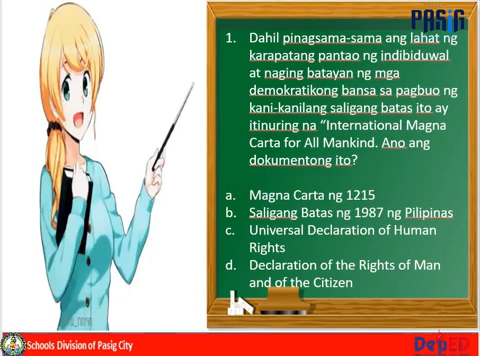 PASIG
1. Dahil pinagsama-sama ang lahat ng
karapatang pantao ng indibiduwal
at naging batayan ng mga
demokratikong bansa sa pagbuo ng
kani-kanilang saligang batas ito ay
itinuring na “International Magna
Carta for All Mankind. Ano ang
dokumentong ito?
a. Magna Carta ng 1215
b. Saligang Batas ng 1987 ng Pilipinas
c. Universal Declaration of Human
Rights
d. Declaration of the Rights of Man
and of the Citizen
Schools Division of Pasig City
DepED